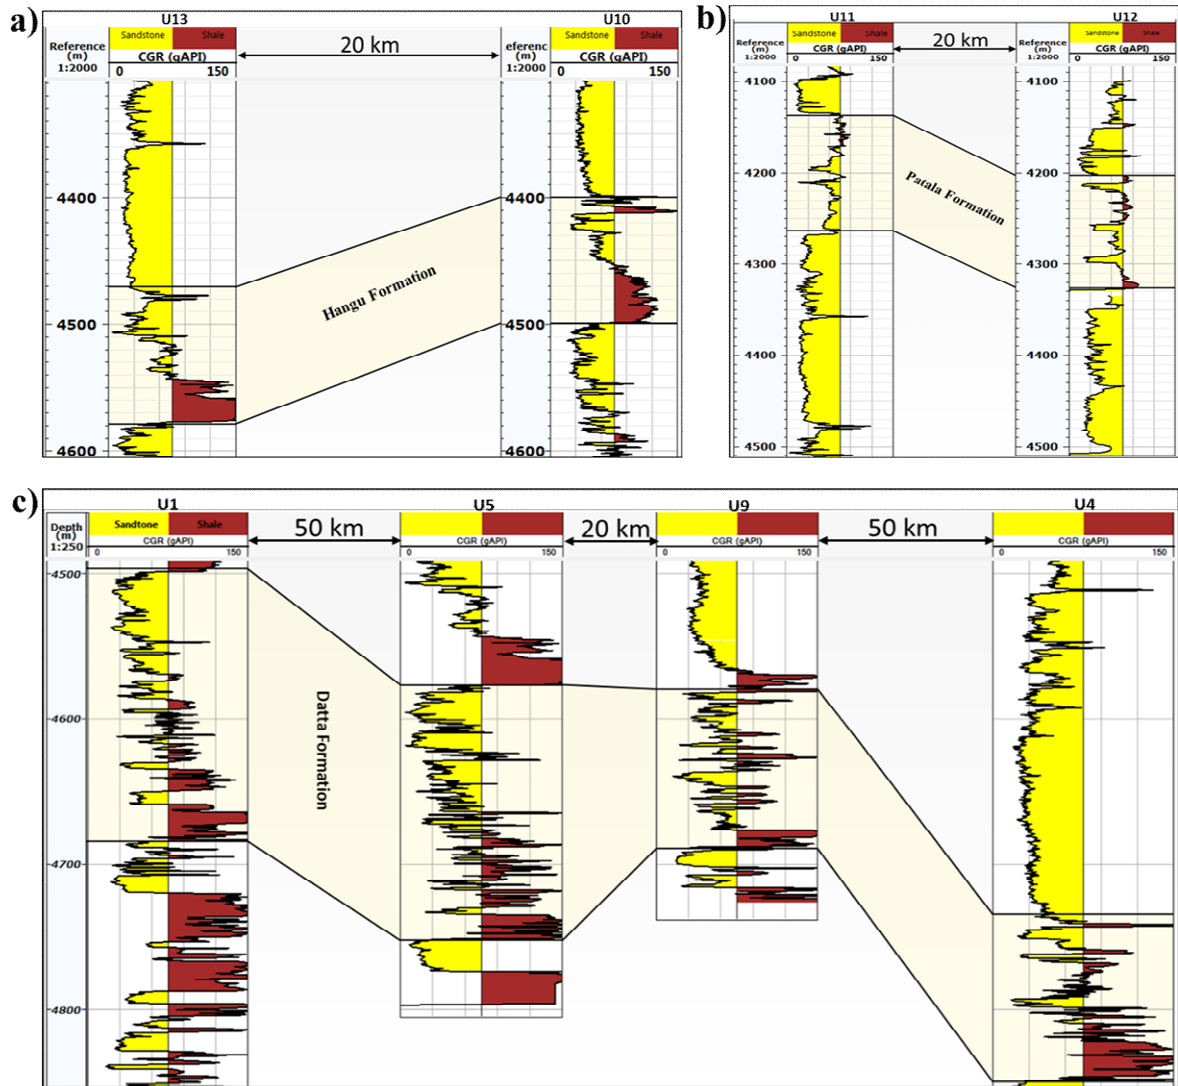 a)
U13
U10
Reference
(m)
1:2000
Sandstone
Shale
CGR (gAPI)
0
150
20 km
eferenc
(m)
1:2000
Sandstone
Shale
CGR (gAPI)
0
150
4400
4500
4600
Hangu Formation
4400
4500
4600
b)
U11
U12
Reference
(m)
1:2000
Sandstone
Shale
CGR (gAPI)
0
150
20 km
Reference
(m)
1:2000
Sandstone
Shale
CGR (gAPI)
0
150
4100
4200
4300
4400
4500
Patala Formation
4100
4200
4300
4400
4500
c)
U1
U5
U9
U4
Depth
(m)
1:250
Sandtone
Shale
CGR (gAPI)
0
150
50 km
CGR (gAPI)
0
150
20 km
CGR (gAPI)
0
150
50 km
CGR (gAPI)
0
150
4500
4600
4700
4800
Datta Formation